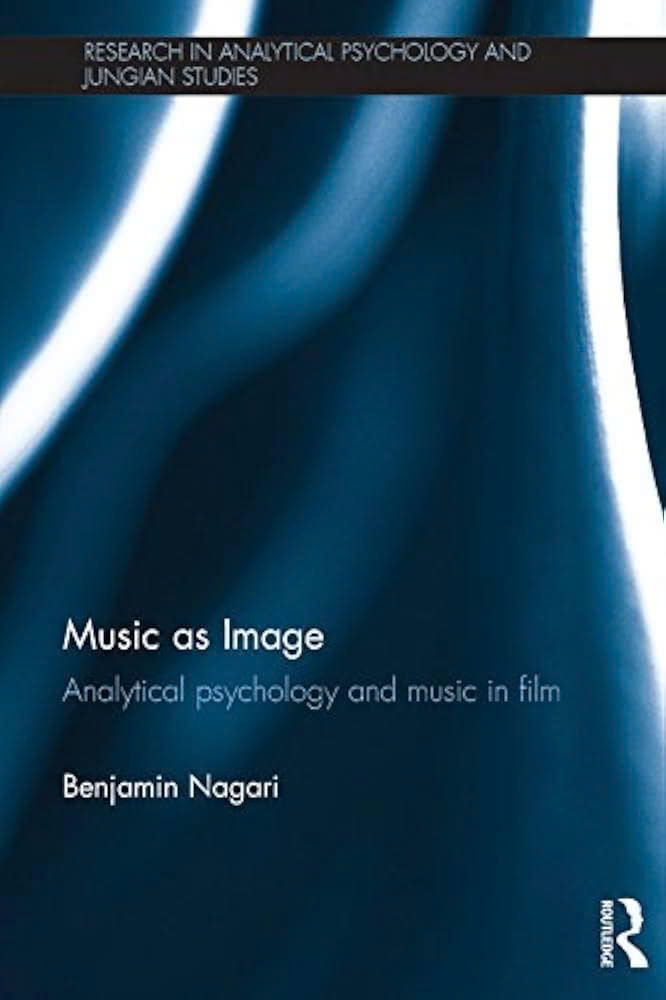 RESEARCH IN ANALYTICAL PSYCHOLOGY AND
JUNGIAN STUDIES
Music as Image
Analytical psychology and music in film
Benjamin Nagari
ROUTLEDGE